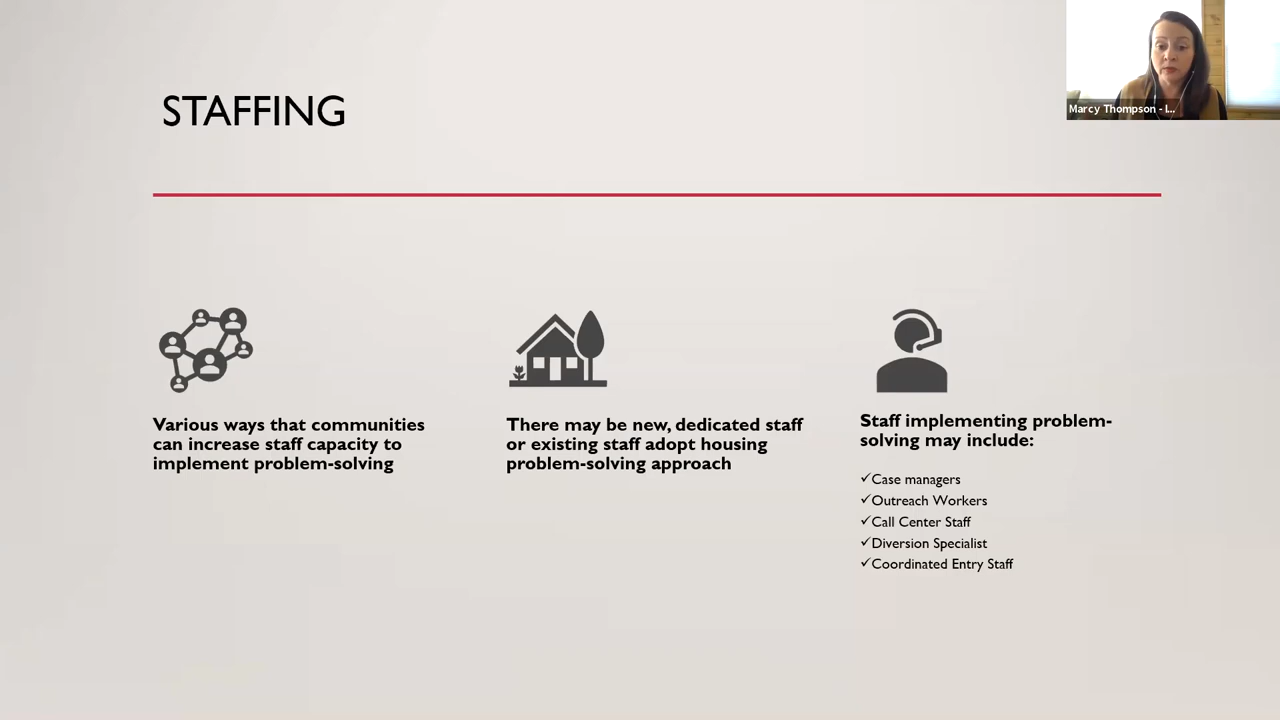 STAFFING
Marcy Thompson - I...
Various ways that communities
can increase staff capacity to
implement problem-solving
There may be new, dedicated staff
or existing staff adopt housing
problem-solving approach
Staff implementing problem-
solving may include:
✓Case managers
✓Outreach Workers
✓Call Center Staff
✓Diversion Specialist
✓Coordinated Entry Staff